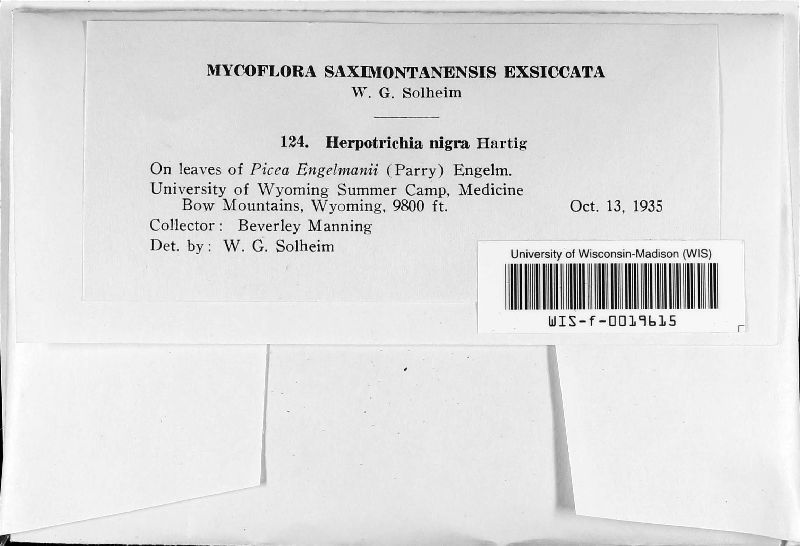 MYCOFLORA SAXIMONTANENSIS EXSICCATA
W. G. Solheim
124. Herpotrichia nigra Hartig
On leaves of Picea Engelmanii (Parry) Engelm.
University of Wyoming Summer Camp, Medicine
Bow Mountains, Wyoming, 9800 ft. Oct. 13, 1935
Collector: Beverley Manning
Det. by: W. G. Solheim
University of Wisconsin-Madison (WIS)
WIS-f-0019615